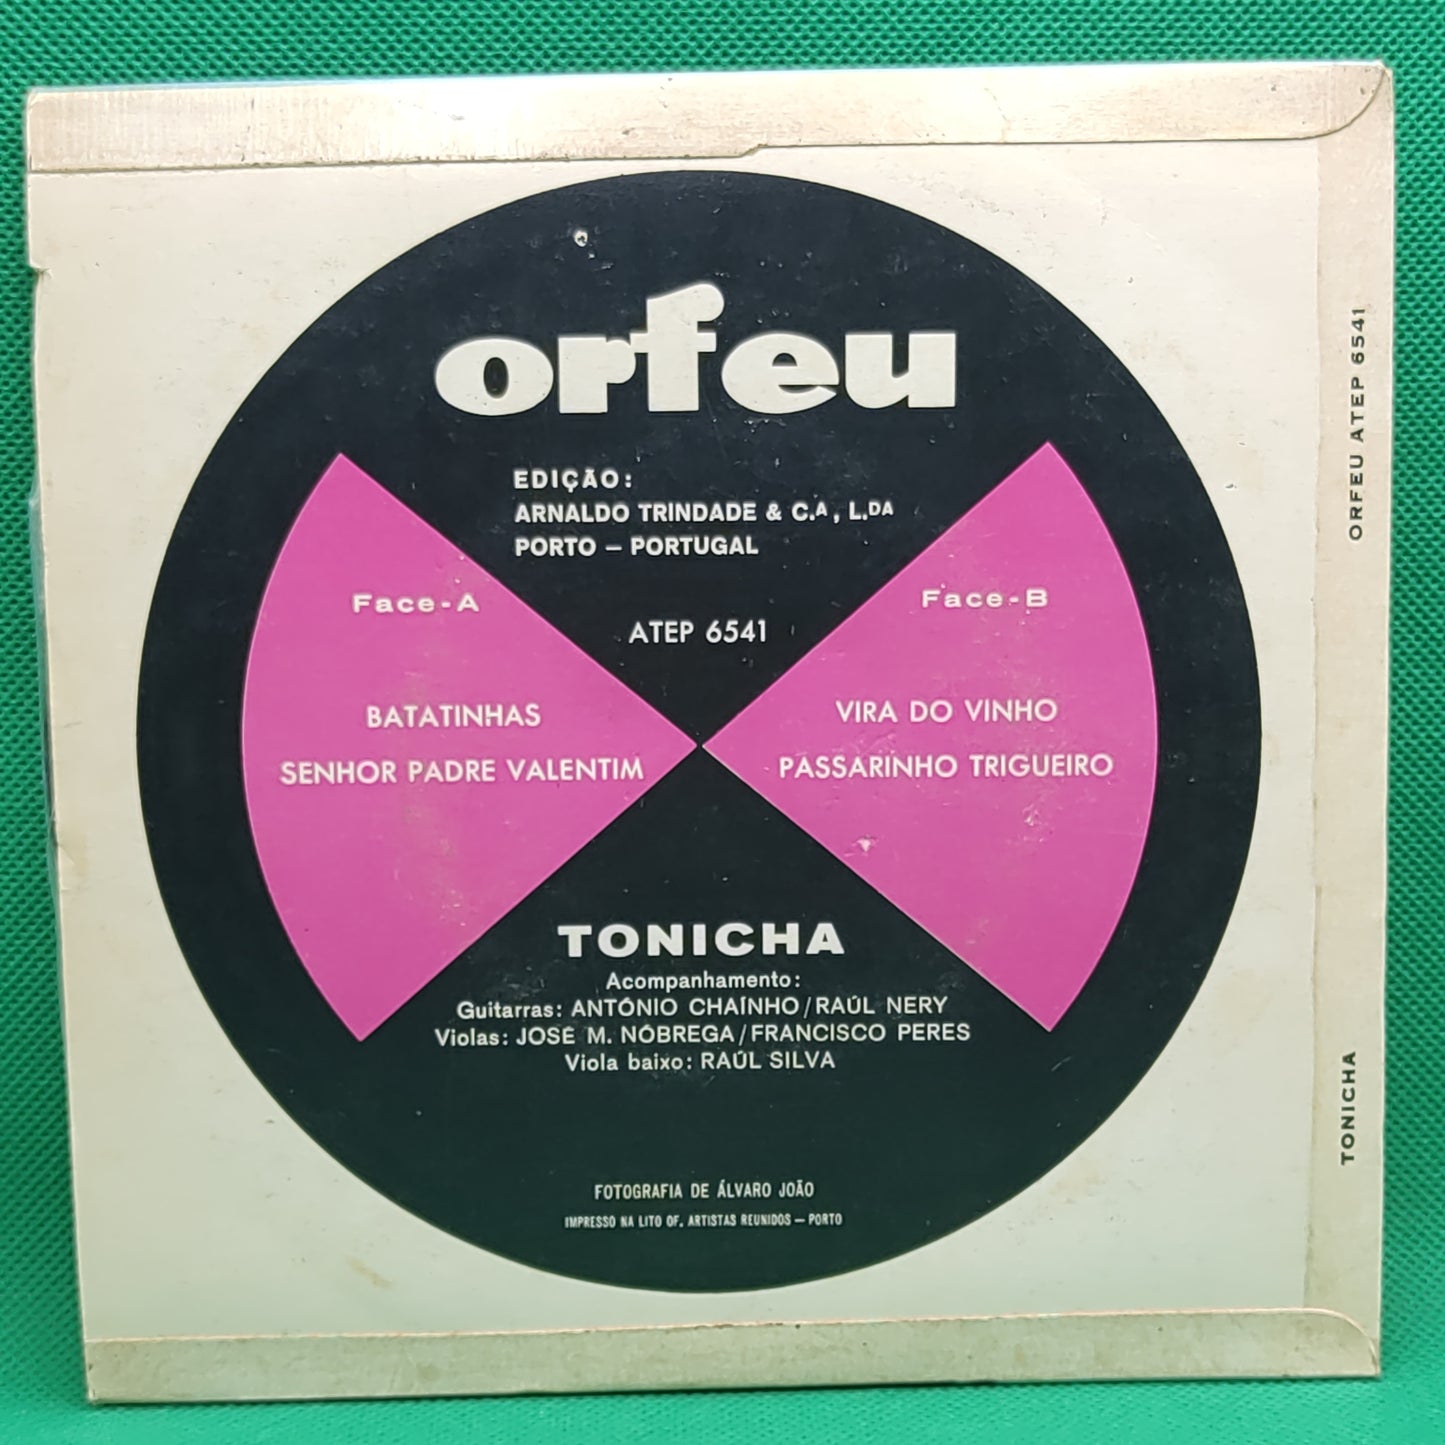 orfeu
EDIÇÃO:
ARNALDO TRINDADE & C.A, L.DA
PORTO – PORTUGAL
ATEP 6541
Face-A
BATATINHAS
SENHOR PADRE VALENTIM
Face-B
VIRA DO VINHO
PASSARINHO TRIGUEIRO
TONICHA
Acompanhamento:
Guitarras: ANTÓNIO CHAÍNHO/RAÚL NERY
Violas: JOSÉ M. NÓBREGA/FRANCISCO PERES
Viola baixo: RAÚL SILVA
FOTOGRAFIA DE ÁLVARO JOÃO
IMPRESSO NA LITO OF. ARTISTAS REUNIDOS – PORTO
ORFEU ATEP 6541
TONICHA